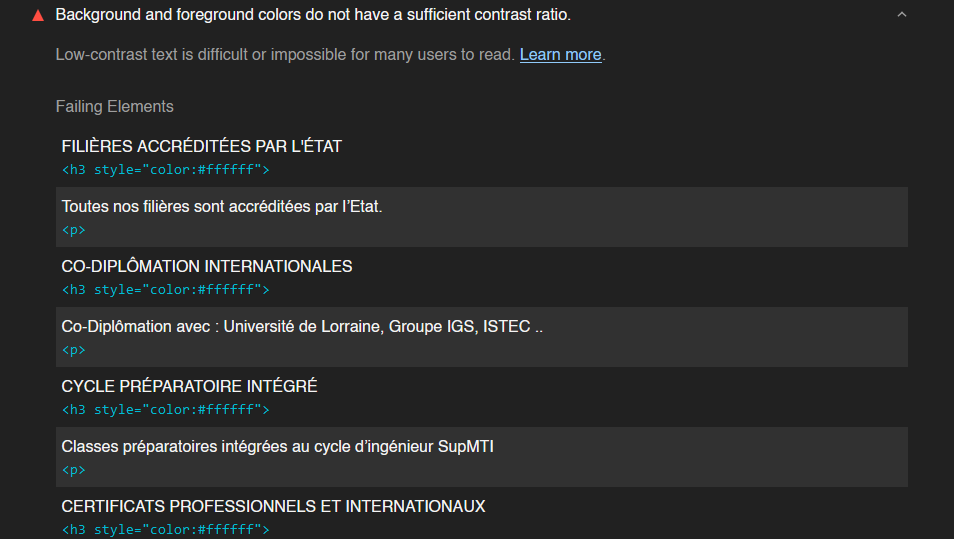 Background and foreground colors do not have a sufficient contrast ratio.
Low-contrast text is difficult or impossible for many users to read. Learn more.
Failing Elements
FILIÈRES ACCRÉDITÉES PAR L'ÉTAT
<h3 style="color:#ffffff">
Toutes nos filières sont accréditées par l’Etat.
<p>
CO-DIPLÔMATION INTERNATIONALES
<h3 style="color:#ffffff">
Co-Diplômation avec : Université de Lorraine, Groupe IGS, ISTEC ..
<p>
CYCLE PRÉPARATOIRE INTÉGRÉ
<h3 style="color:#ffffff">
Classes préparatoires intégrées au cycle d’ingénieur SupMTI
<p>
CERTIFICATS PROFESSIONNELS ET INTERNATIONAUX
<h3 style="color:#ffffff">